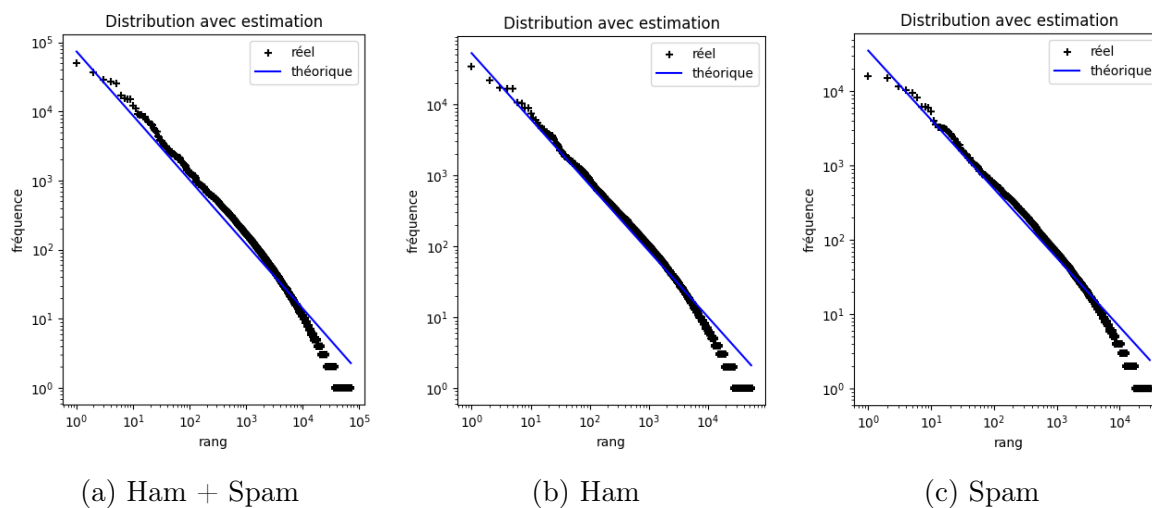 Distribution avec estimation
réel
théorique
fréquence
10^5
10^4
10^3
10^2
10^1
10^0
10^0 10^1 10^2 10^3 10^4 10^5
rang
(a) Ham + Spam
Distribution avec estimation
réel
théorique
fréquence
10^4
10^3
10^2
10^1
10^0
10^0 10^1 10^2 10^3 10^4
rang
(b) Ham
Distribution avec estimation
réel
théorique
fréquence
10^4
10^3
10^2
10^1
10^0
10^0 10^1 10^2 10^3 10^4
rang
(c) Spam